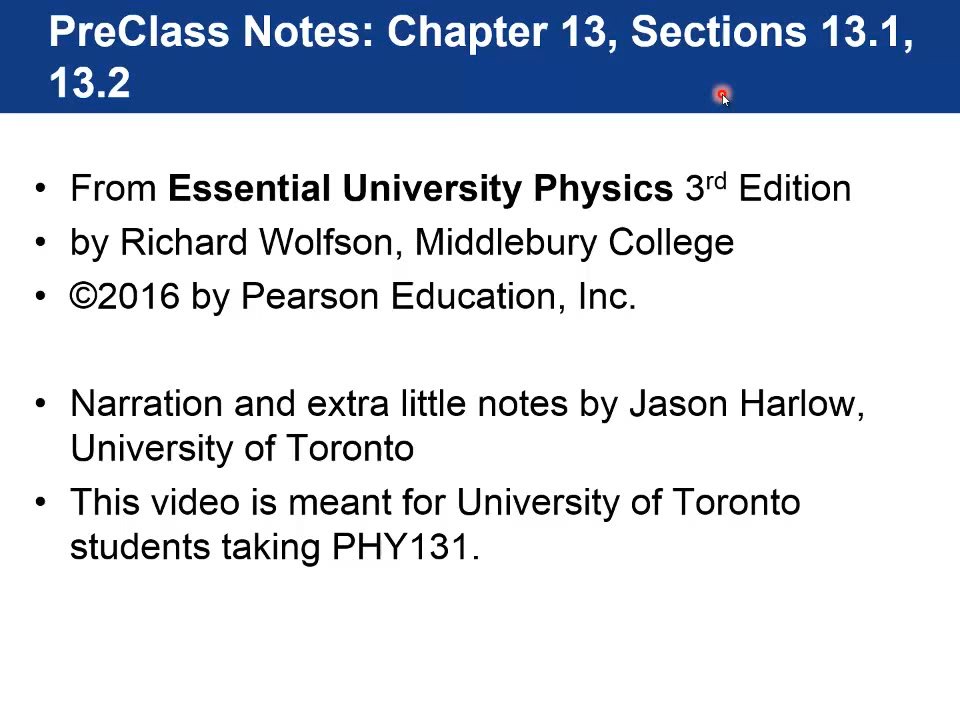 PreClass Notes: Chapter 13, Sections 13.1,
13.2
• From Essential University Physics 3rd Edition
• by Richard Wolfson, Middlebury College
• ©2016 by Pearson Education, Inc.
• Narration and extra little notes by Jason Harlow,
University of Toronto
• This video is meant for University of Toronto
students taking PHY131.